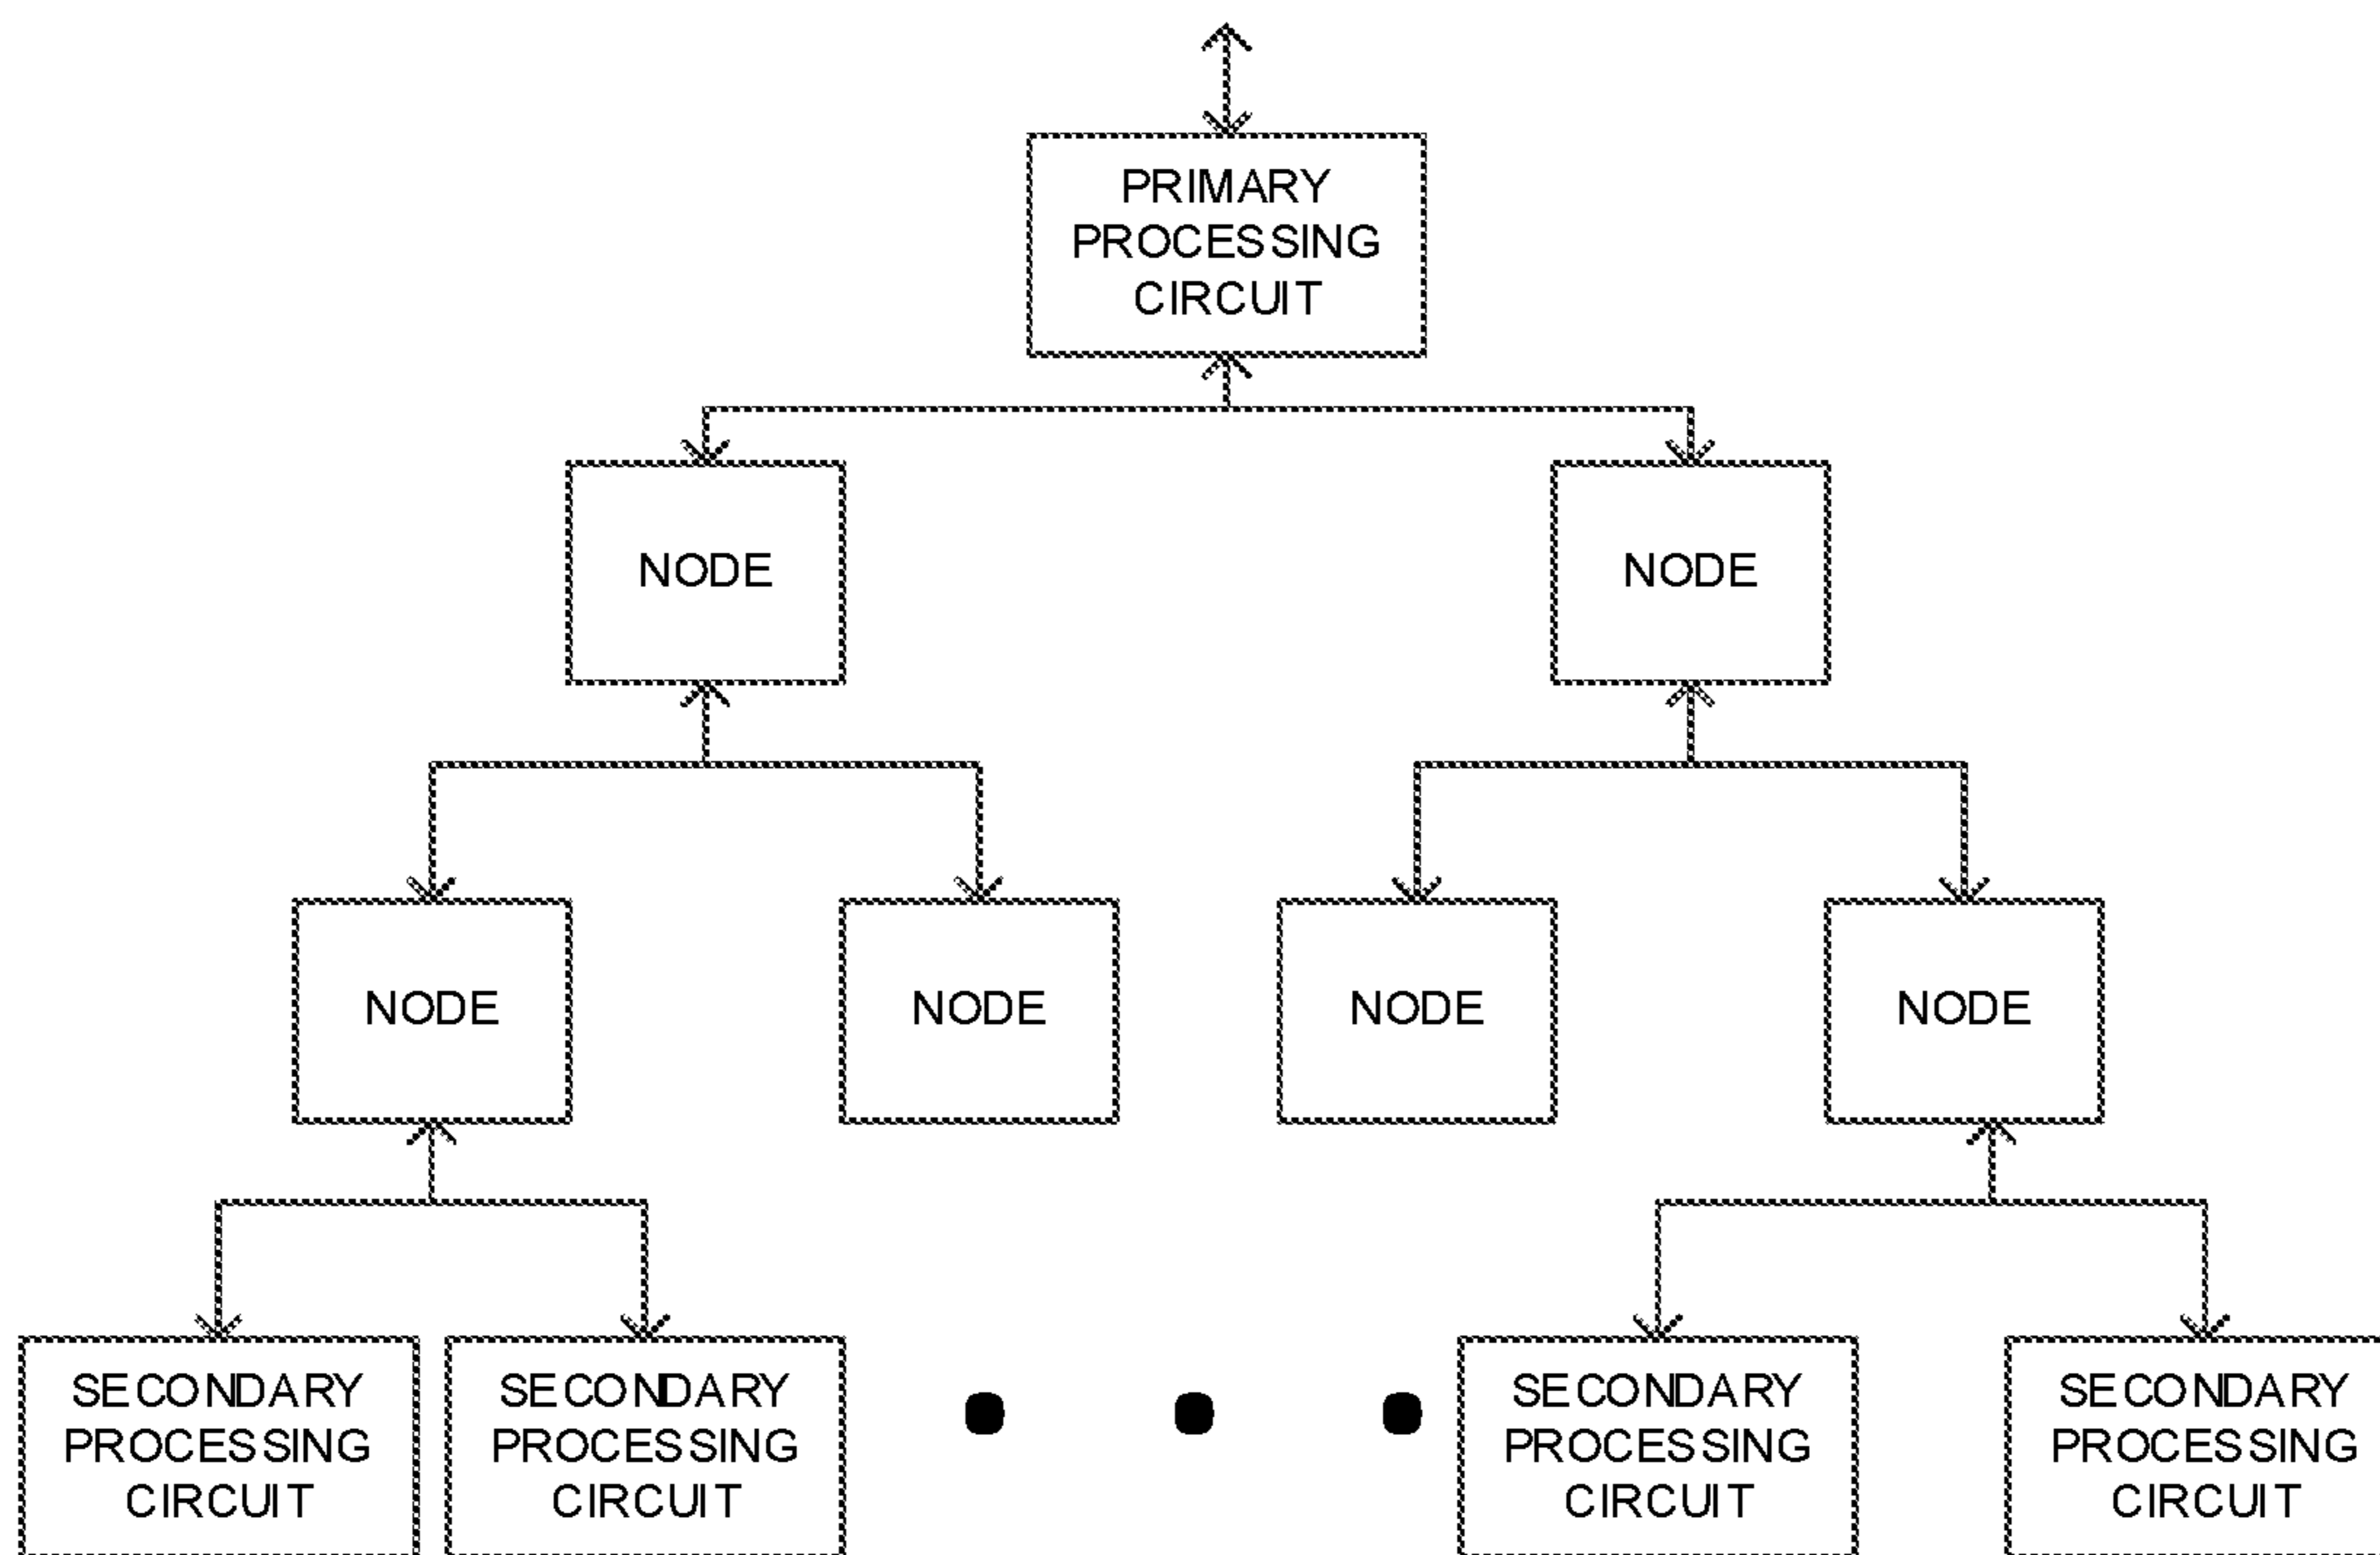 PRIMARY
PROCESSING
CIRCUIT
NODE
NODE
NODE
NODE
NODE
NODE
SECONDARY
PROCESSING
CIRCUIT
SECONDARY
PROCESSING
CIRCUIT
SECONDARY
PROCESSING
CIRCUIT
SECONDARY
PROCESSING
CIRCUIT